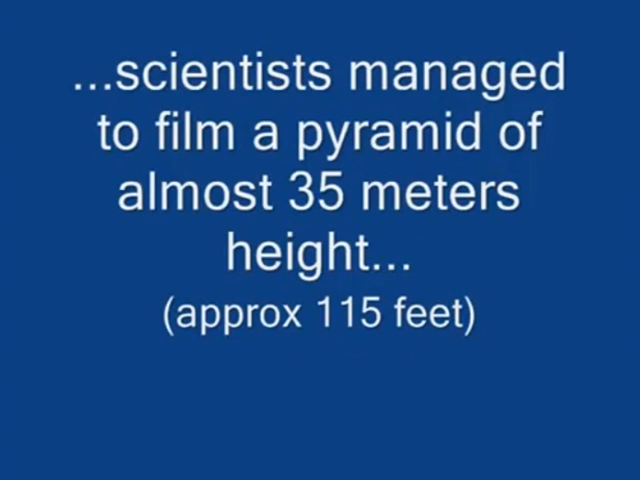 ...scientists managed
to film a pyramid of
almost 35 meters
height...
(approx 115 feet)